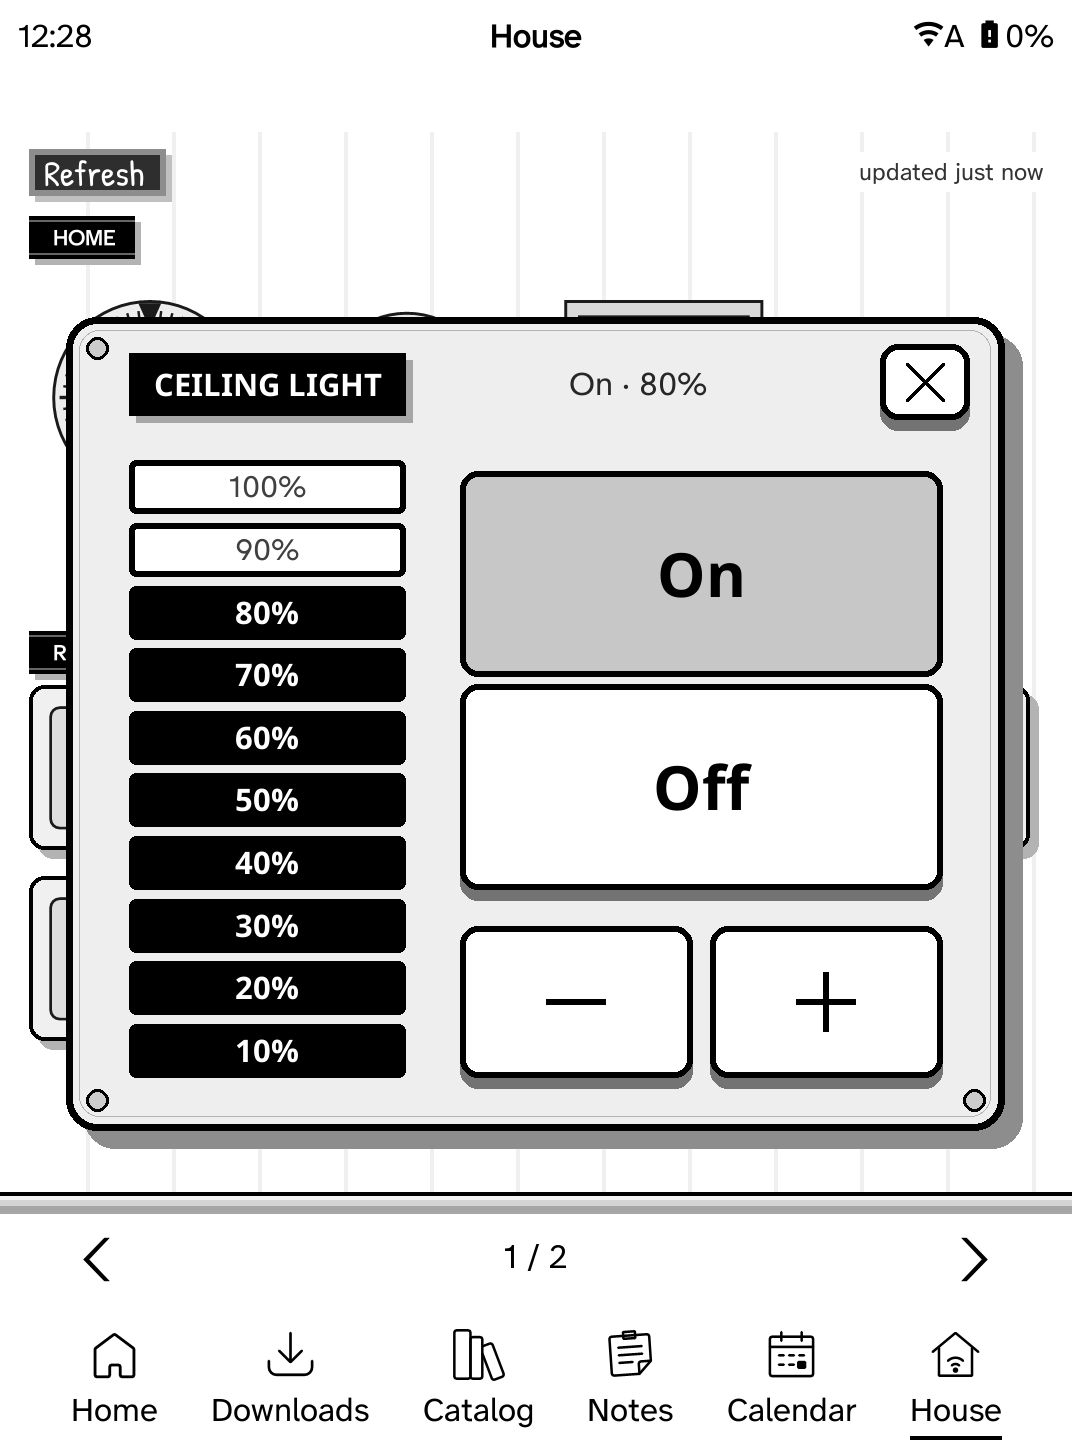 12:28
House
A
0%
Refresh
updated just now
HOME
CEILING LIGHT
On · 80%
100%
90%
80%
70%
60%
50%
40%
30%
20%
10%
On
Off
1 / 2
Home
Downloads
Catalog
Notes
Calendar
House